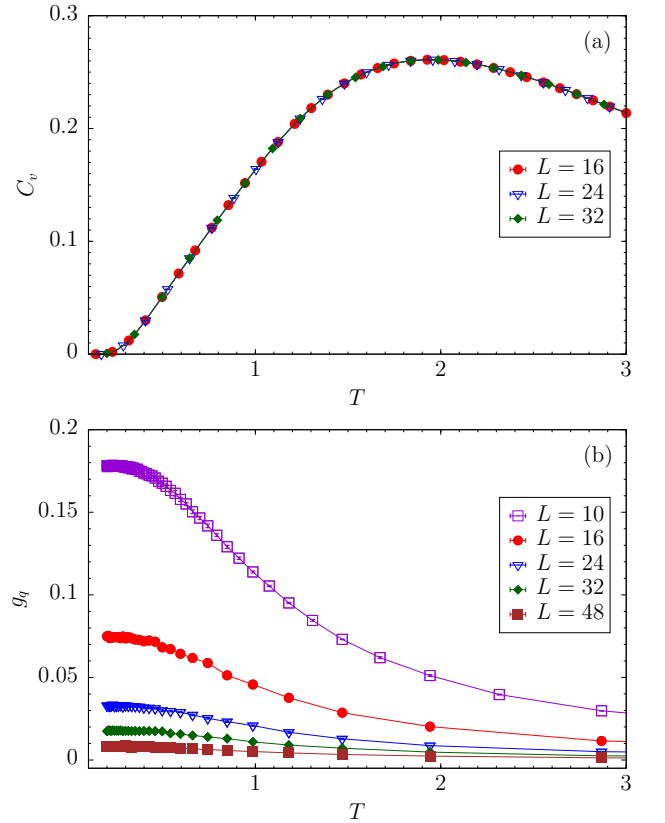 0.3
(a)
0.2
C_v
L = 16
L = 24
L = 32
0.1
0
1
2
3
T
0.2
(b)
0.15
L = 10
L = 16
L = 24
L = 32
L = 48
g_q
0.1
0.05
0
1
2
3
T